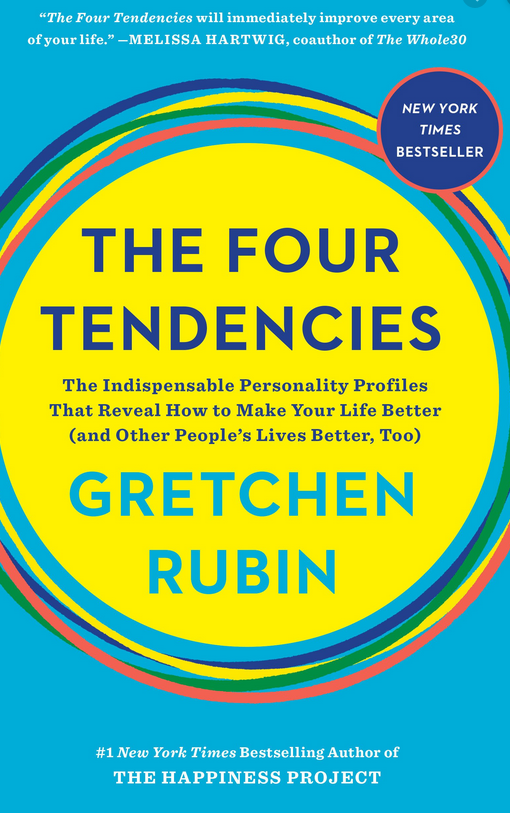 “The Four Tendencies will immediately improve every area
of your life.” —MELISSA HARTWIG, coauthor of The Whole30
NEW YORK
TIMES
BESTSELLER
THE FOUR
TENDENCIES
The Indispensable Personality Profiles
That Reveal How to Make Your Life Better
(and Other People’s Lives Better, Too)
GRETCHEN
RUBIN
#1 New York Times Bestselling Author of
THE HAPPINESS PROJECT